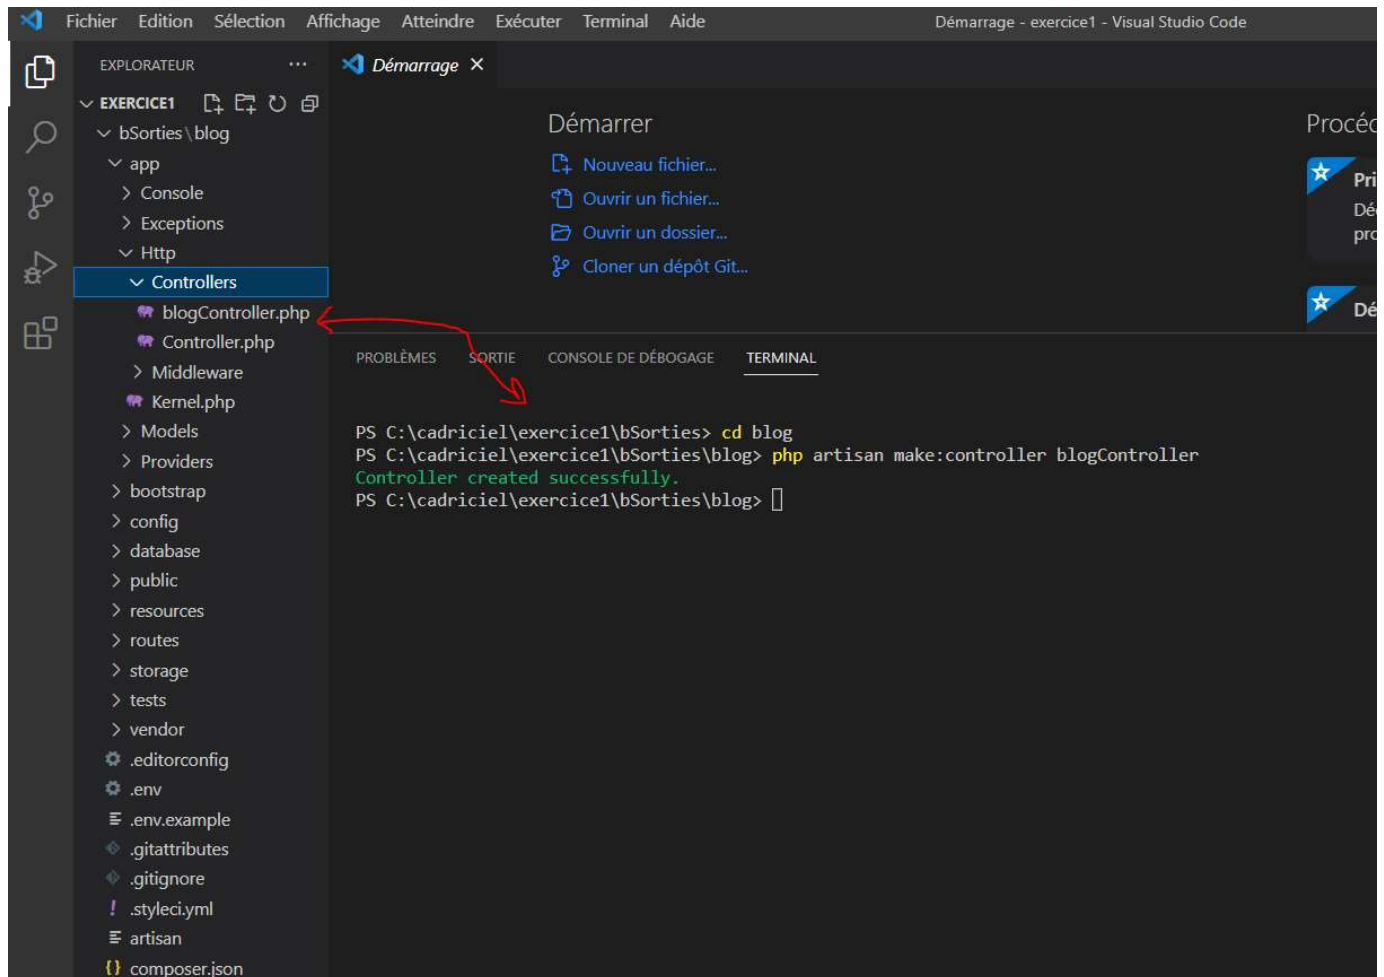 Fichier Edition Sélection Affichage Atteindre Exécuter Terminal Aide Démarrage - exercice1 - Visual Studio Code
EXPLORATEUR ···
Démarrage ×
EXERCICE1
bSorties\blog
app
Console
Exceptions
Http
Controllers
blogController.php
Controller.php
Middleware
Kernel.php
Models
Providers
bootstrap
config
database
public
resources
routes
storage
tests
vendor
.editorconfig
.env
.env.example
.gitattributes
.gitignore
.styleci.yml
artisan
composer.json
Démarrer
Nouveau fichier...
Ouvrir un fichier...
Ouvrir un dossier...
Cloner un dépôt Git...
Procéd
Pri
Déc
pro
Dé
PROBLÈMES SORTIE CONSOLE DE DÉBOGAGE TERMINAL
PS C:\cadriciel\exercice1\bSorties> cd blog
PS C:\cadriciel\exercice1\bSorties\blog> php artisan make:controller blogController
Controller created successfully.
PS C:\cadriciel\exercice1\bSorties\blog>